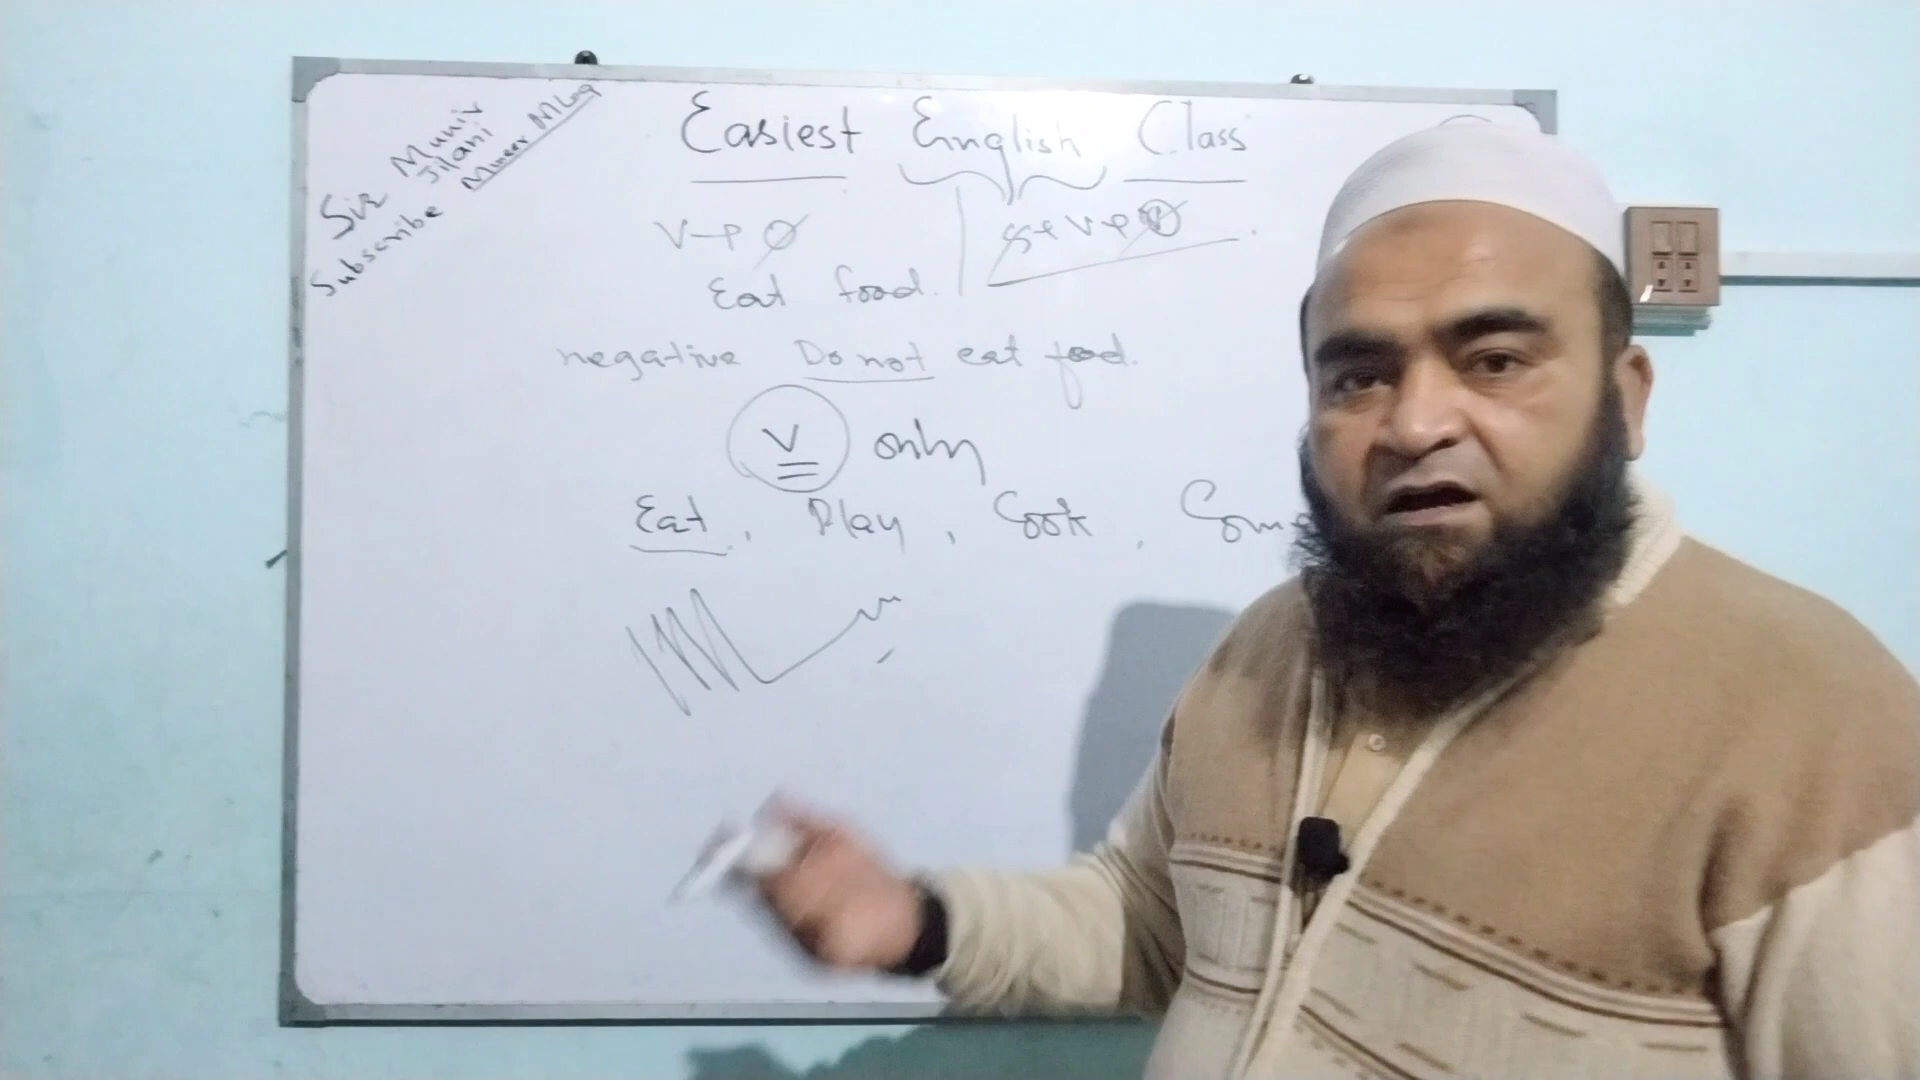 Sir Munir
Jilani
Subscribe Muneer Mlog
Easiest English Class
V+O
S+V+O
Eat food.
negative Do not eat food.
V only
Eat, Play, Cook,